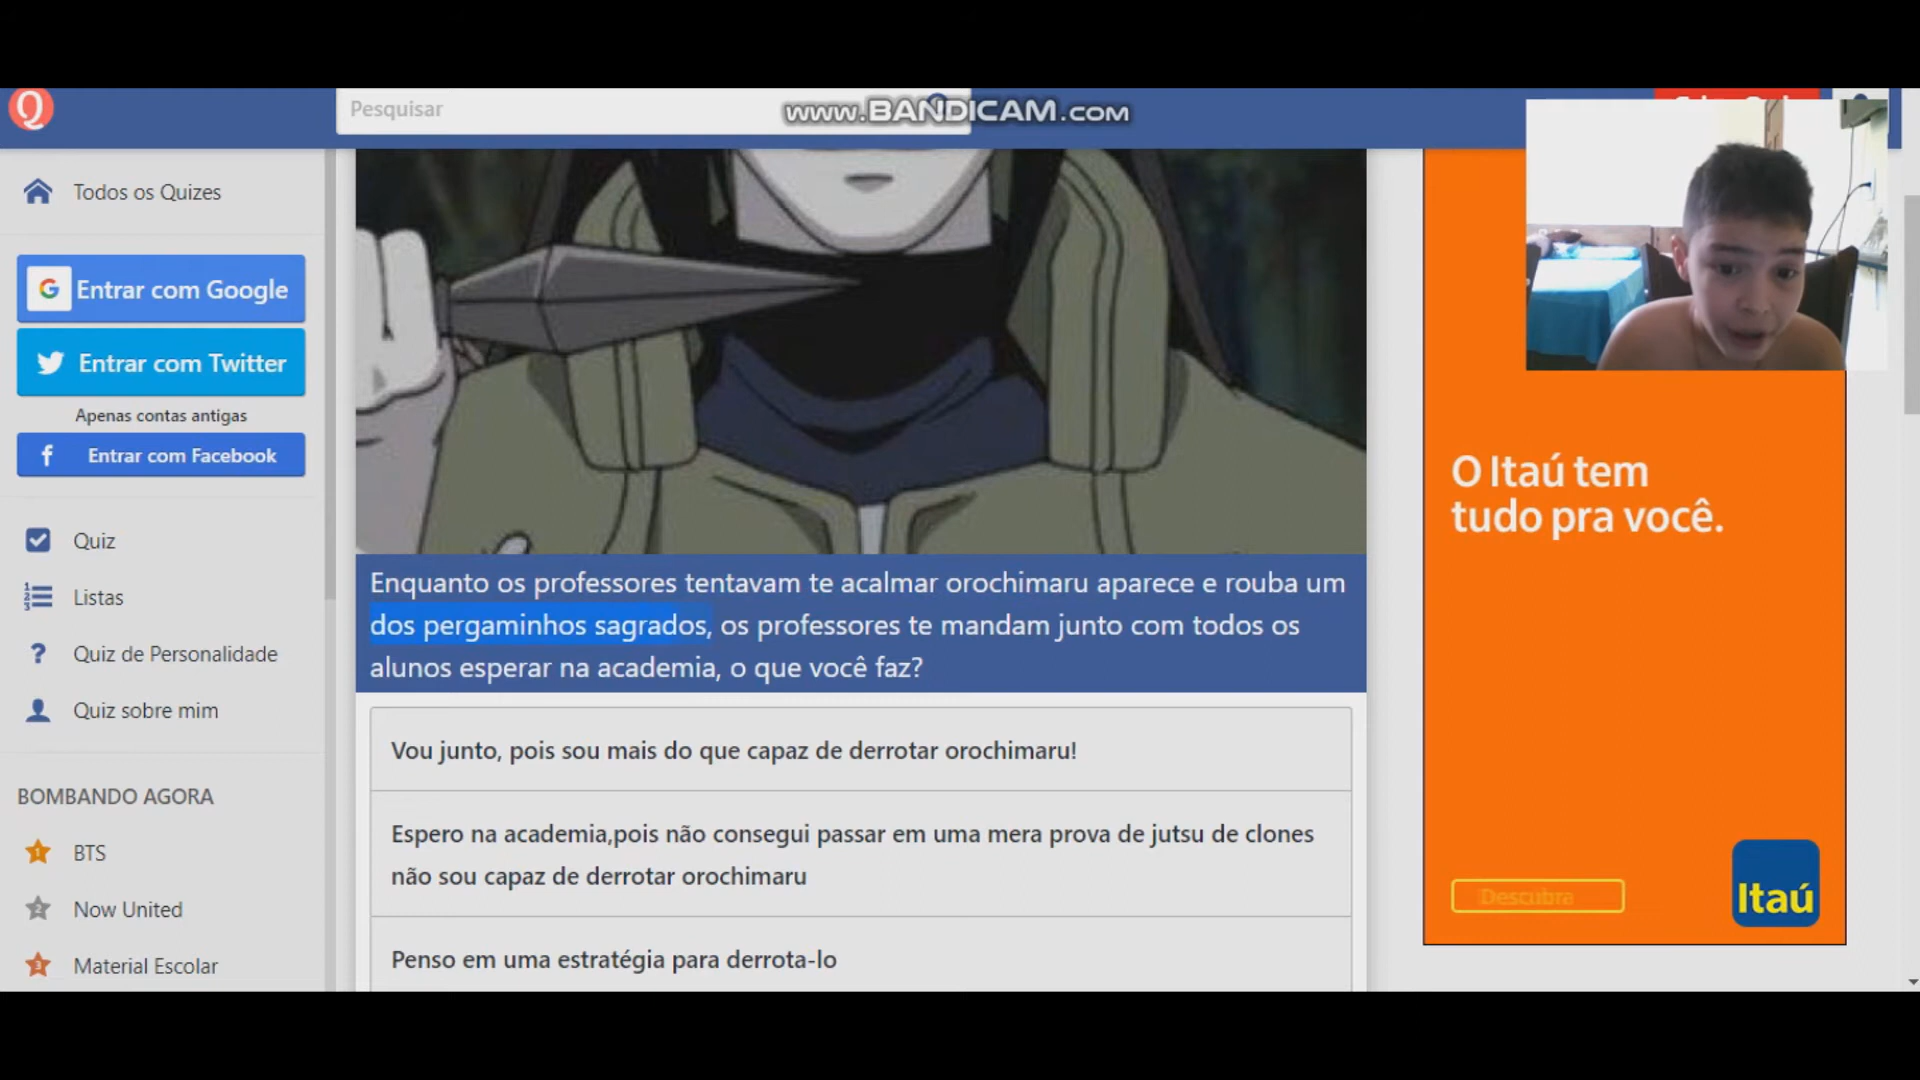 Q
Pesquisar
www.BANDICAM.com
Todos os Quizes
G Entrar com Google
Entrar com Twitter
Apenas contas antigas
f Entrar com Facebook
Quiz
Listas
? Quiz de Personalidade
Quiz sobre mim
BOMBANDO AGORA
1 BTS
2 Now United
3 Material Escolar
Enquanto os professores tentavam te acalmar orochimaru aparece e rouba um
dos pergaminhos sagrados, os professores te mandam junto com todos os
alunos esperar na academia, o que você faz?
Vou junto, pois sou mais do que capaz de derrotar orochimaru!
Espero na academia,pois não consegui passar em uma mera prova de jutsu de clones
não sou capaz de derrotar orochimaru
Penso em uma estratégia para derrota-lo
O Itaú tem
tudo pra você.
Descubra
Itaú